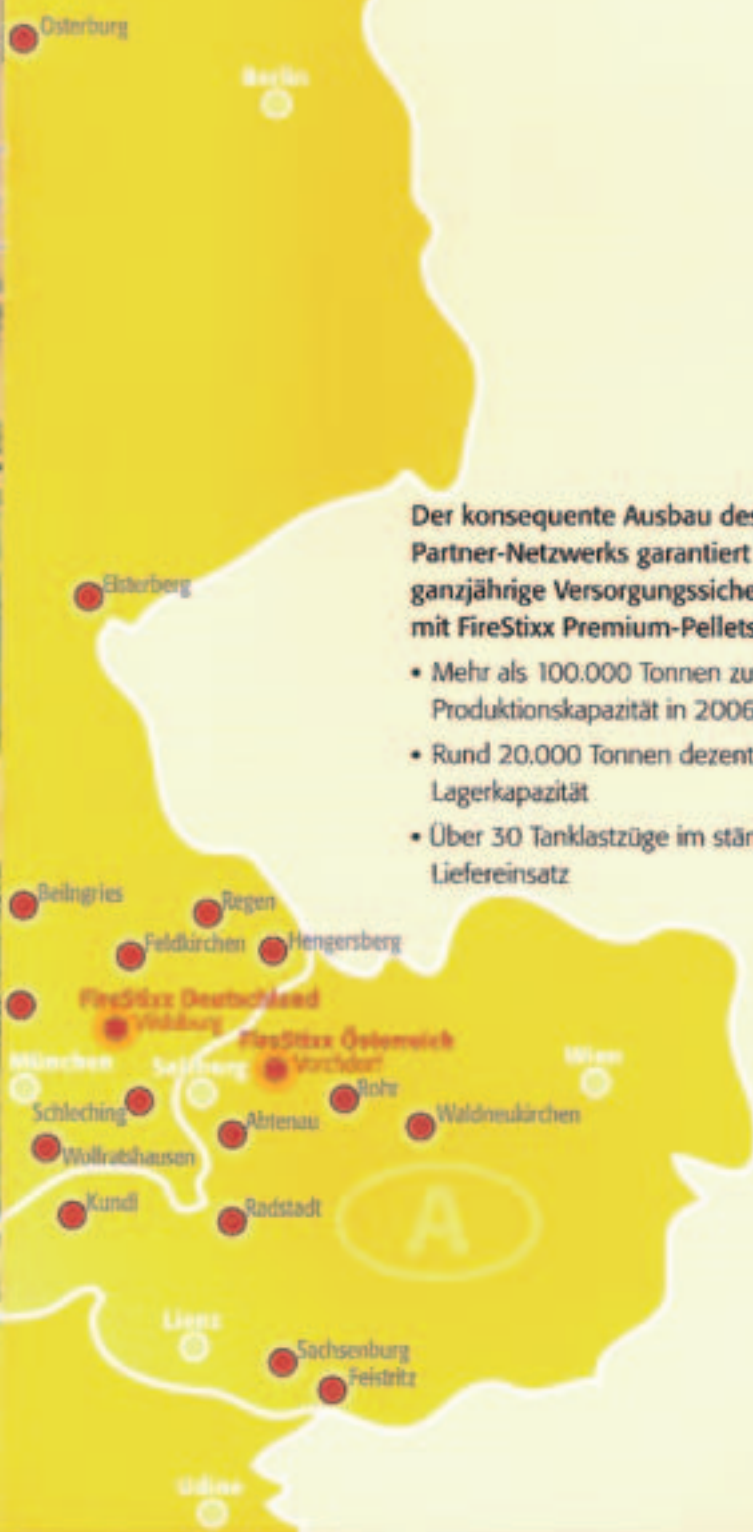 Osterburg
Berlin
Der konsequente Ausbau des
Partner-Netzwerks garantiert
ganzjährige Versorgungssiche
mit FireStixx Premium-Pellets
Elsterberg
• Mehr als 100.000 Tonnen zu
Produktionskapazität in 2006
• Rund 20.000 Tonnen dezent
Lagerkapazität
• Über 30 Tanklastzüge im stän
Liefereinsatz
Beilngries
Regen
Feldkirchen
Hengersberg
FireStixx Deutschland
Vilsbiburg
FireStixx Österreich
Vorchdorf
München
Salzburg
Wien
Rohr
Schleching
Abtenau
Waldneukirchen
Wolfratshausen
Kundl
Radstadt
A
Lienz
Sachsenburg
Feistritz
Udine